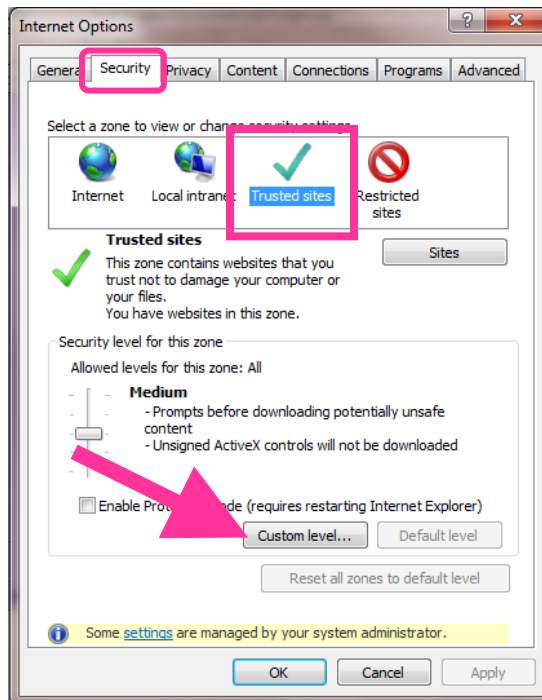 Internet Options
General Security Privacy Content Connections Programs Advanced
Select a zone to view or change security settings.
Internet Local intranet Trusted sites Restricted
sites
Trusted sites
Sites
This zone contains websites that you
trust not to damage your computer or
your files.
You have websites in this zone.
Security level for this zone
Allowed levels for this zone: All
Medium
- Prompts before downloading potentially unsafe
content
- Unsigned ActiveX controls will not be downloaded
Enable Protected Mode (requires restarting Internet Explorer)
Custom level... Default level
Reset all zones to default level
Some settings are managed by your system administrator.
OK Cancel Apply